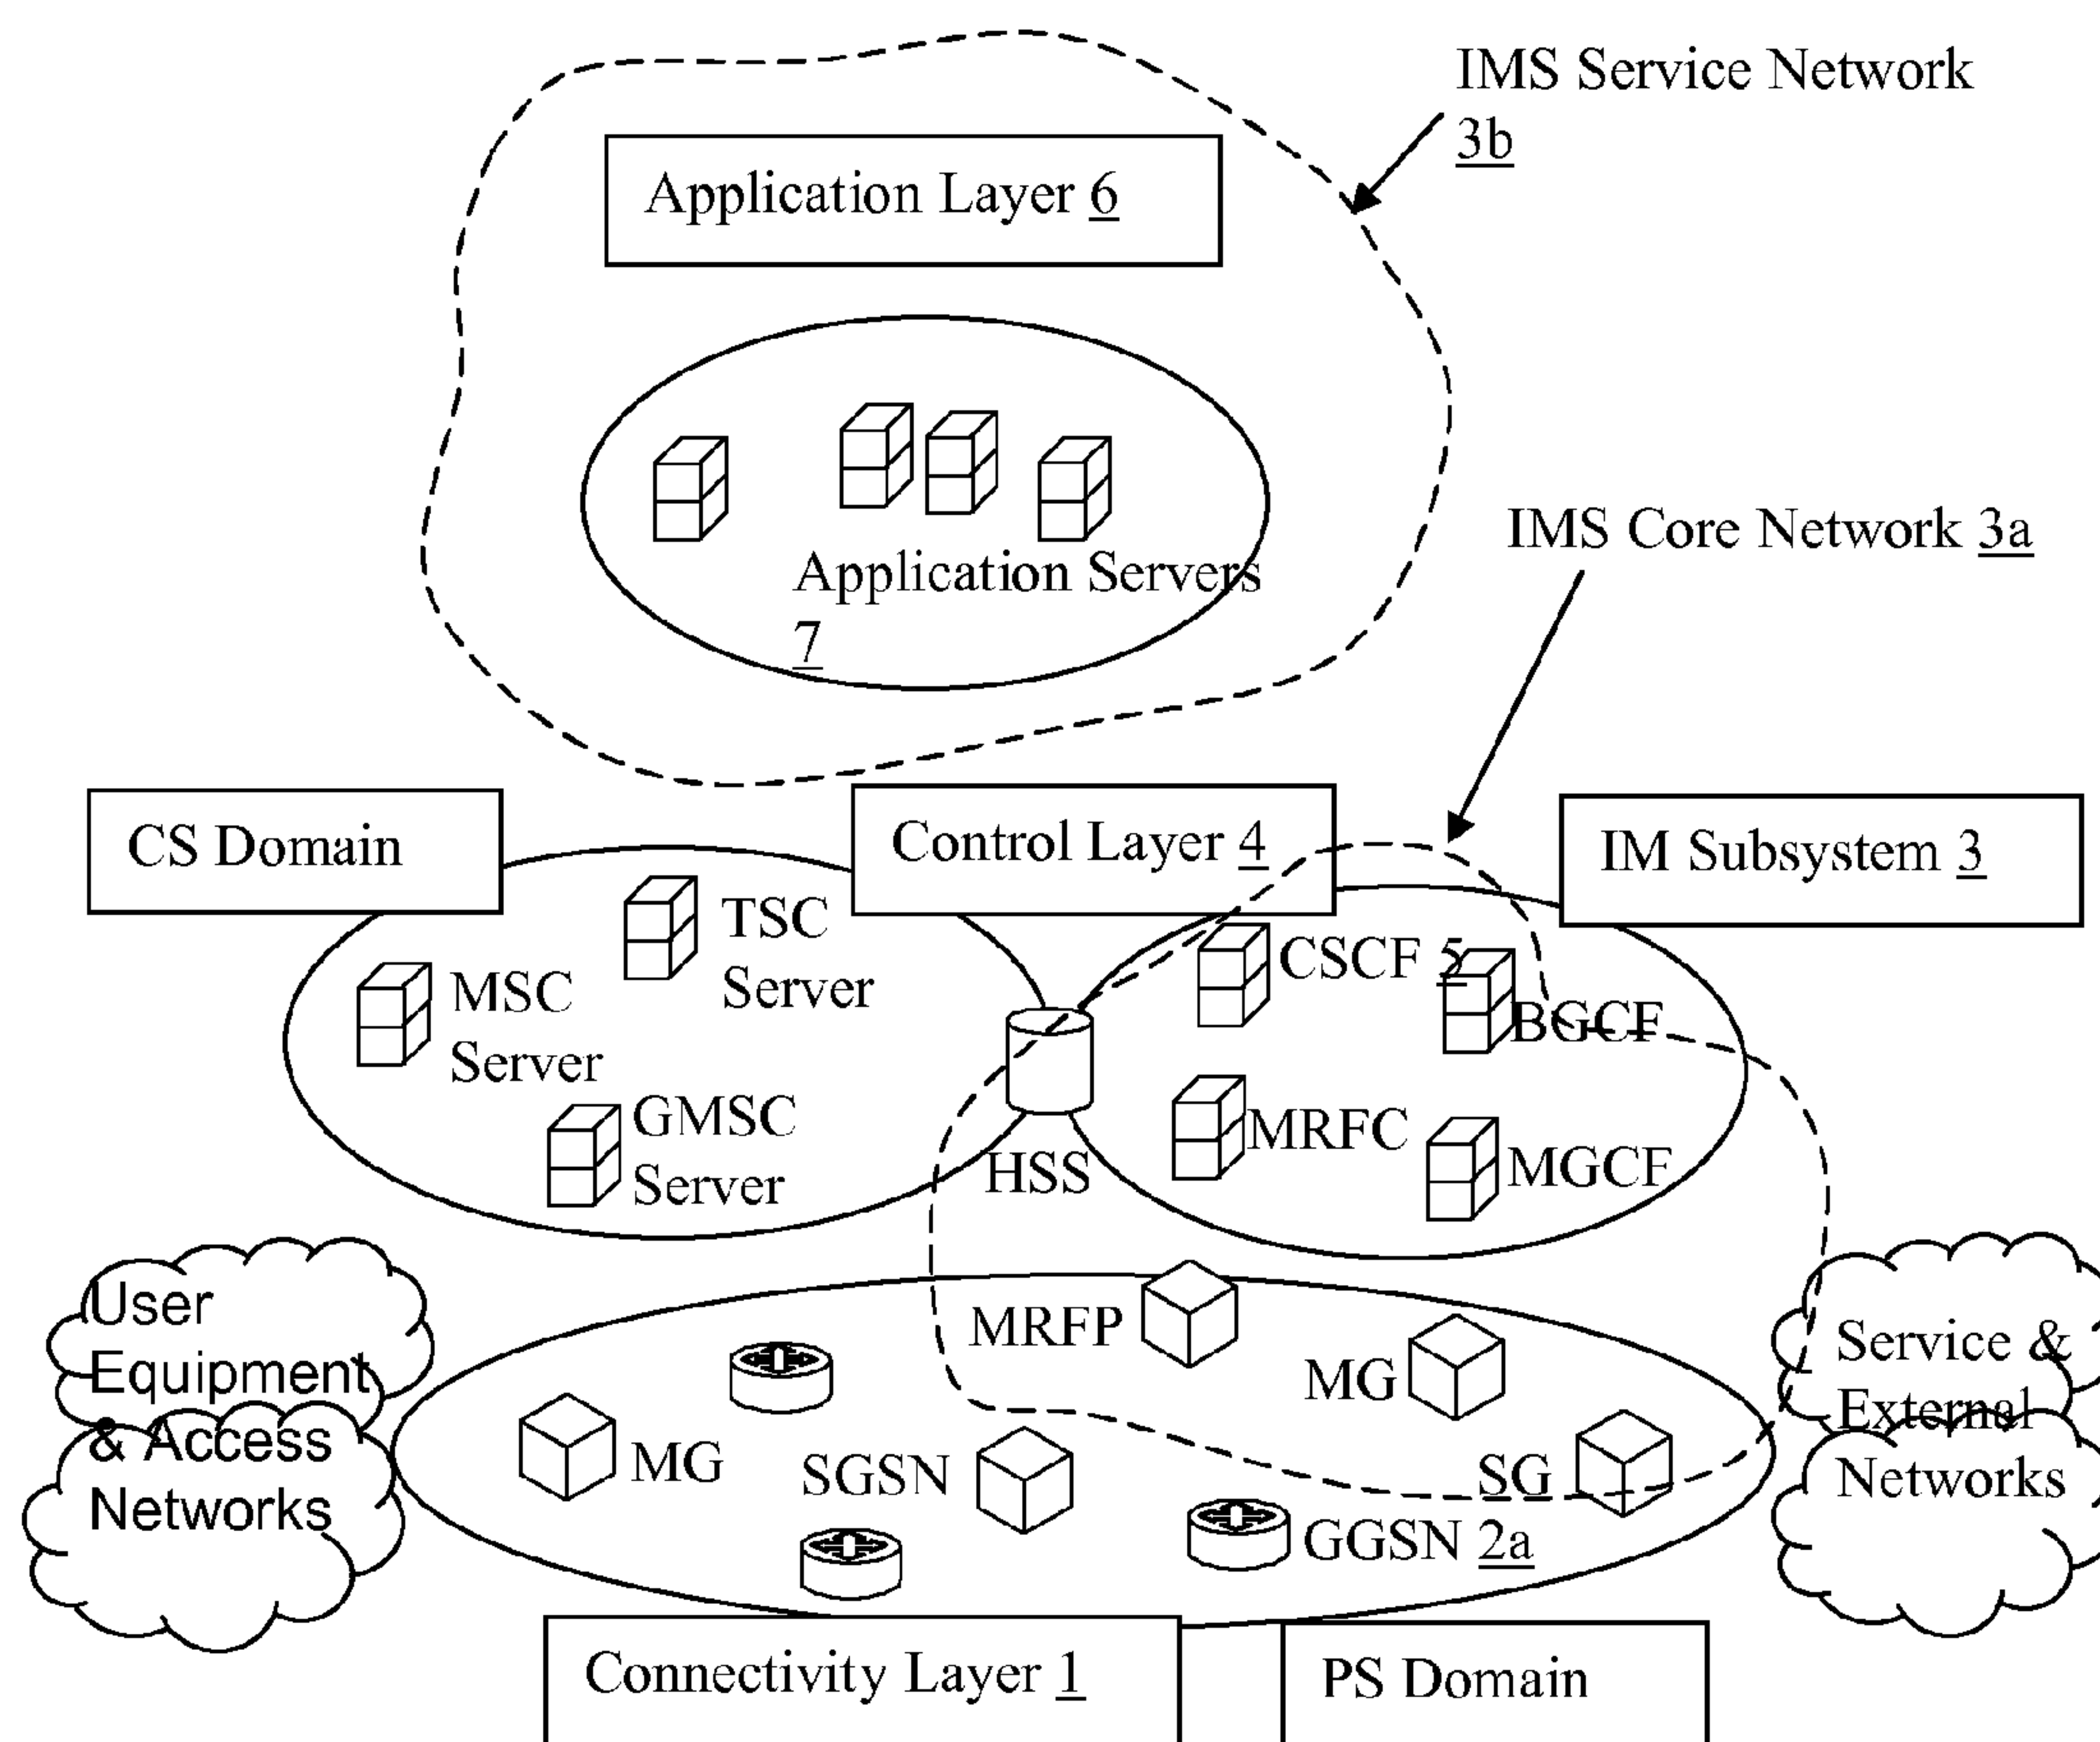 IMS Service Network
3b
Application Layer 6
IMS Core Network 3a
Application Servers
7
CS Domain
Control Layer 4
IM Subsystem 3
TSC
Server
MSC
Server
GMSC
Server
CSCF 5
BGCF
HSS
MRFC
MGCF
User
Equipment
& Access
Networks
MRFP
MG
Service &
External
Networks
MG
SGSN
SG
GGSN 2a
Connectivity Layer 1
PS Domain